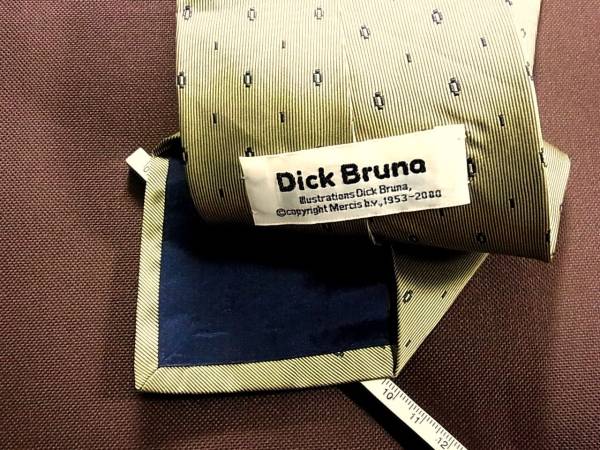 Dick Bruna
Illustrations Dick Bruna,
©copyright Mercis b.v.,1953-2000
10
11
12